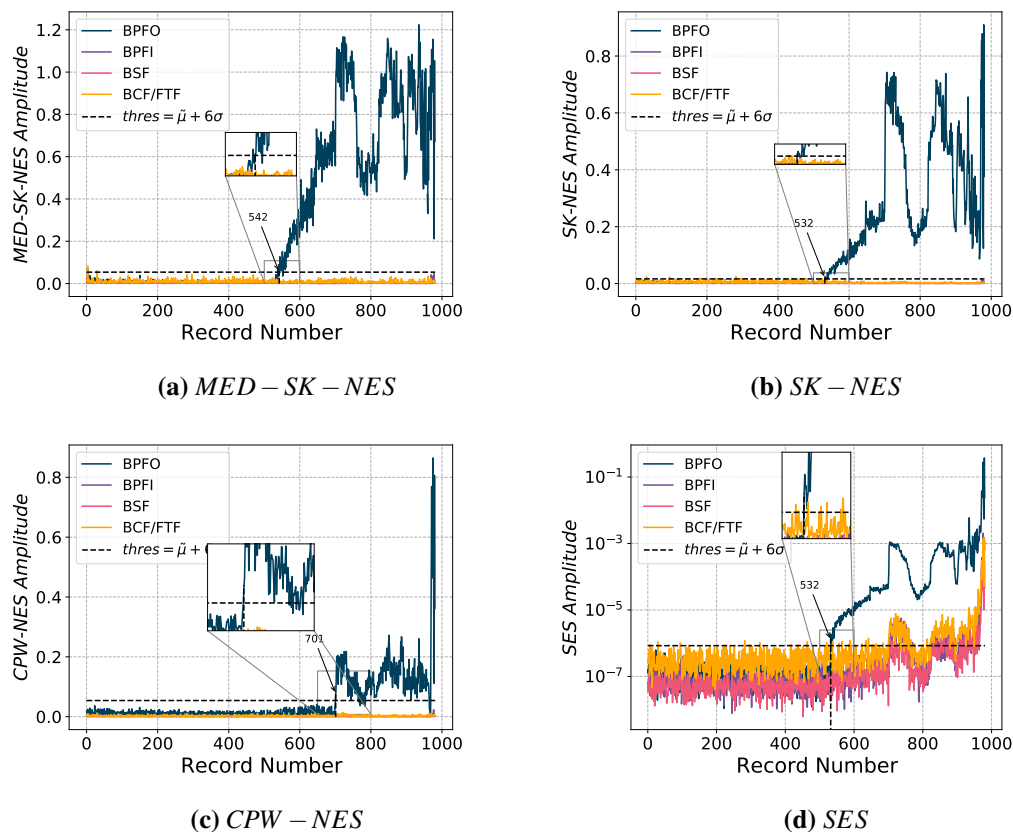 MED-SK-NES Amplitude
1.2
1.0
0.8
0.6
0.4
0.2
0.0
BPFO
BPFI
BSF
BCF/FTF
thres = μ̃ + 6σ
542
0 200 400 600 800 1000
Record Number
(a) MED − SK − NES
SK-NES Amplitude
0.8
0.6
0.4
0.2
0.0
BPFO
BPFI
BSF
BCF/FTF
thres = μ̃ + 6σ
532
0 200 400 600 800 1000
Record Number
(b) SK − NES
CPW-NES Amplitude
0.8
0.6
0.4
0.2
0.0
BPFO
BPFI
BSF
BCF/FTF
thres = μ̃ + 6
701
0 200 400 600 800 1000
Record Number
(c) CPW − NES
SES Amplitude
10⁻¹
10⁻³
10⁻⁵
10⁻⁷
BPFO
BPFI
BSF
BCF/FTF
thres = μ̃ + 6σ
532
0 200 400 600 800 1000
Record Number
(d) SES